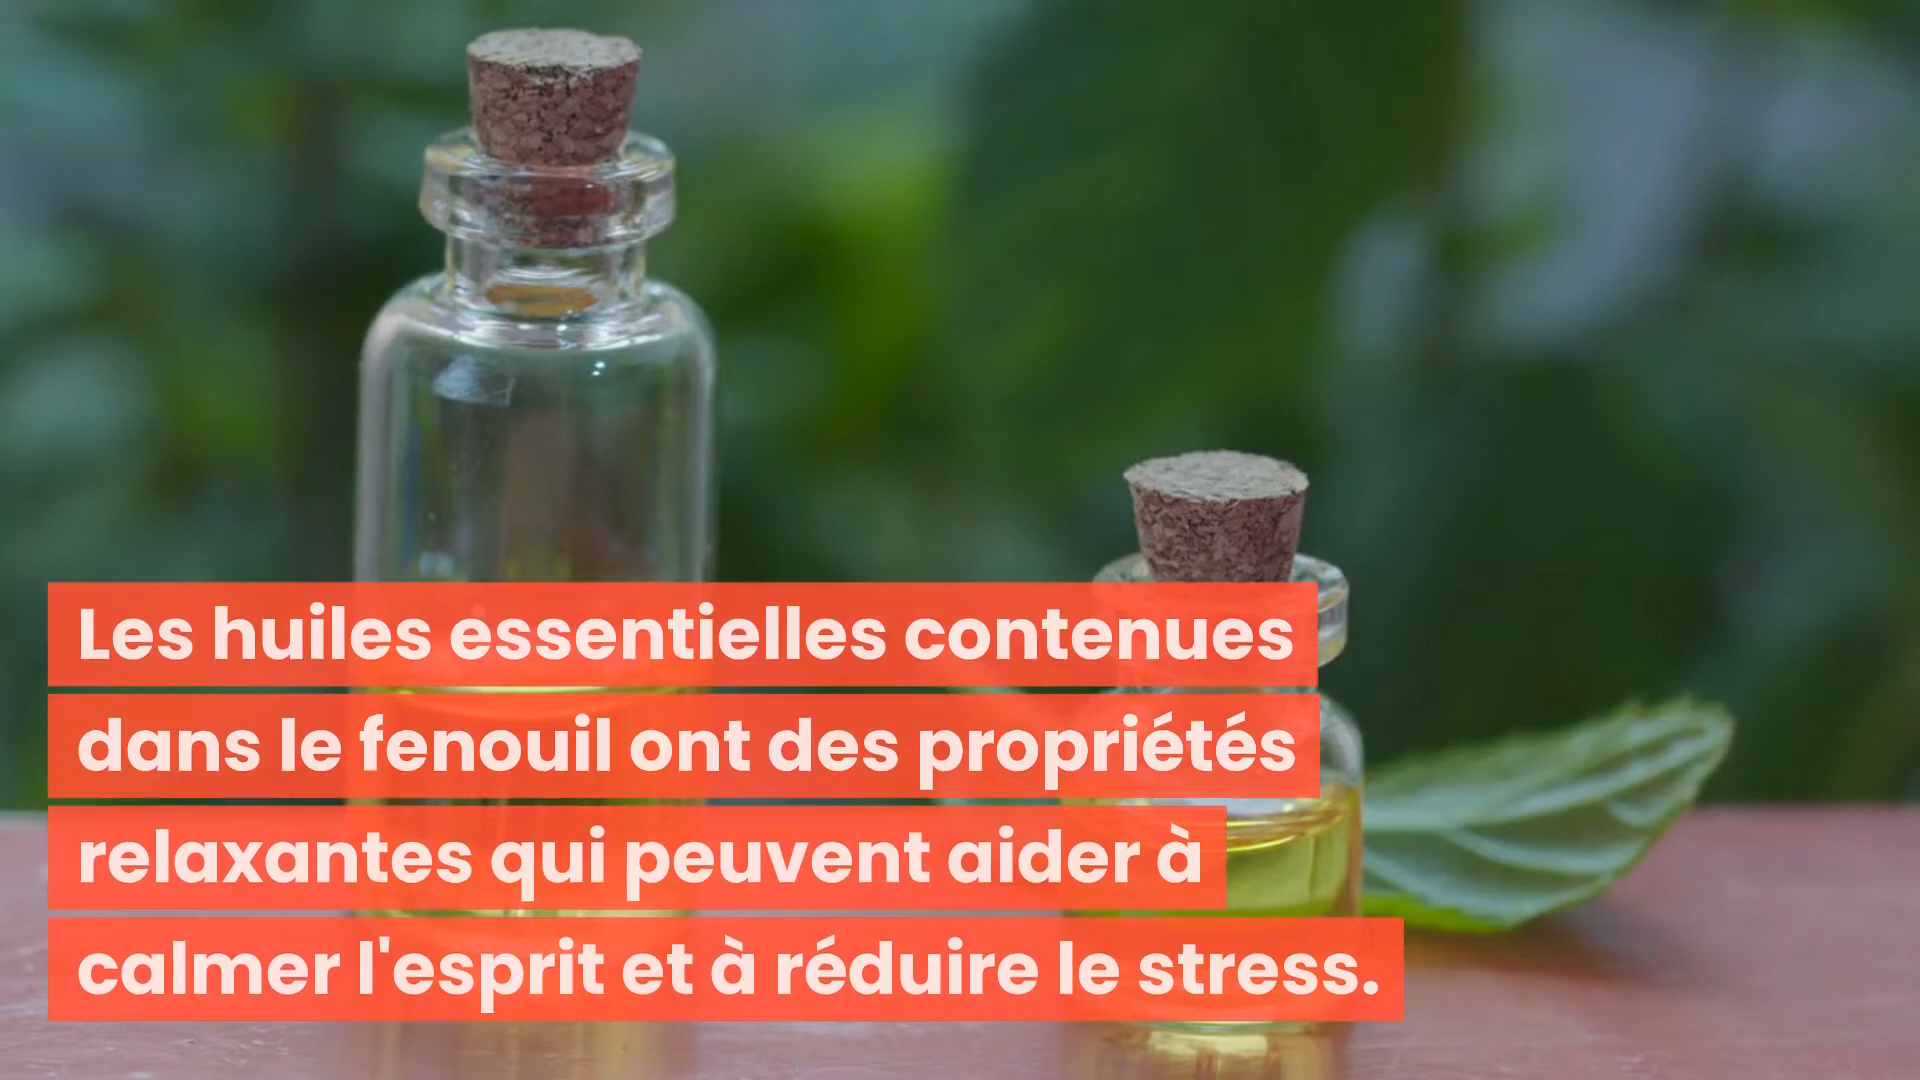 Les huiles essentielles contenues
dans le fenouil ont des propriétés
relaxantes qui peuvent aider à
calmer l'esprit et à réduire le stress.